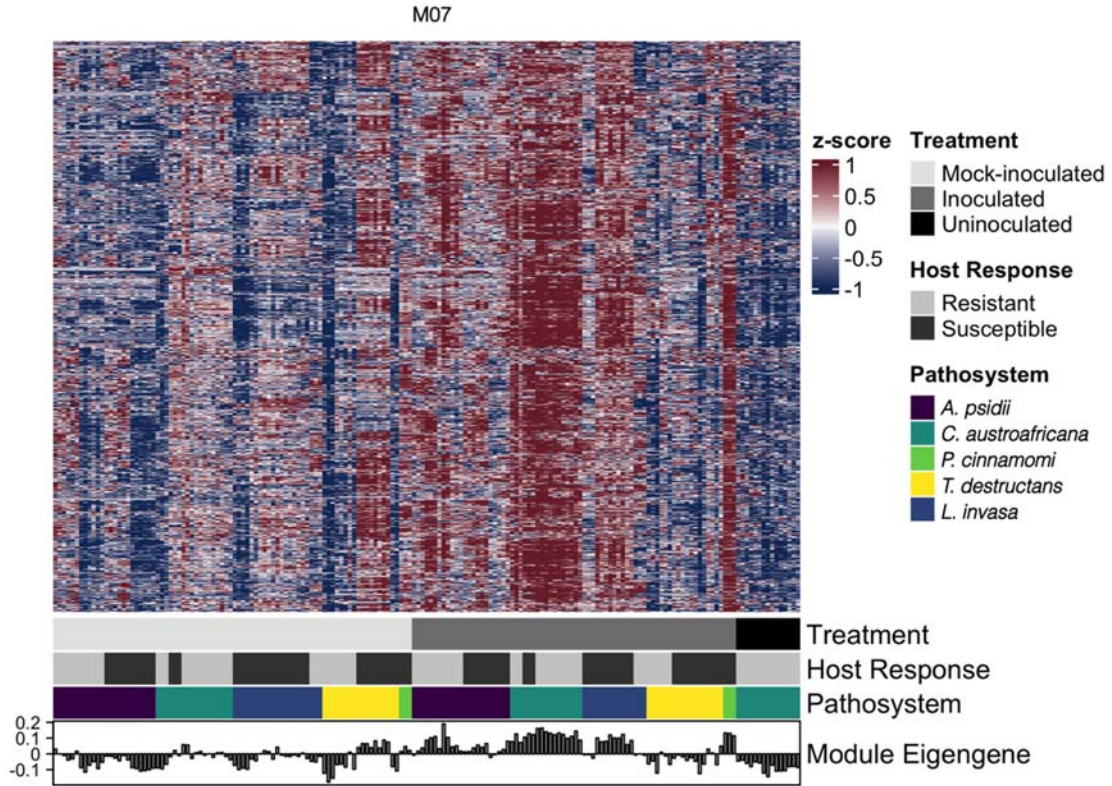 M07
z-score
1
0.5
0
-0.5
-1
Treatment
Mock-inoculated
Inoculated
Uninoculated
Host Response
Resistant
Susceptible
Pathosystem
A. psidii
C. austroafricana
P. cinnamomi
T. destructans
L. invasa
Treatment
Host Response
Pathosystem
0.2
0.1
0
-0.1
Module Eigengene